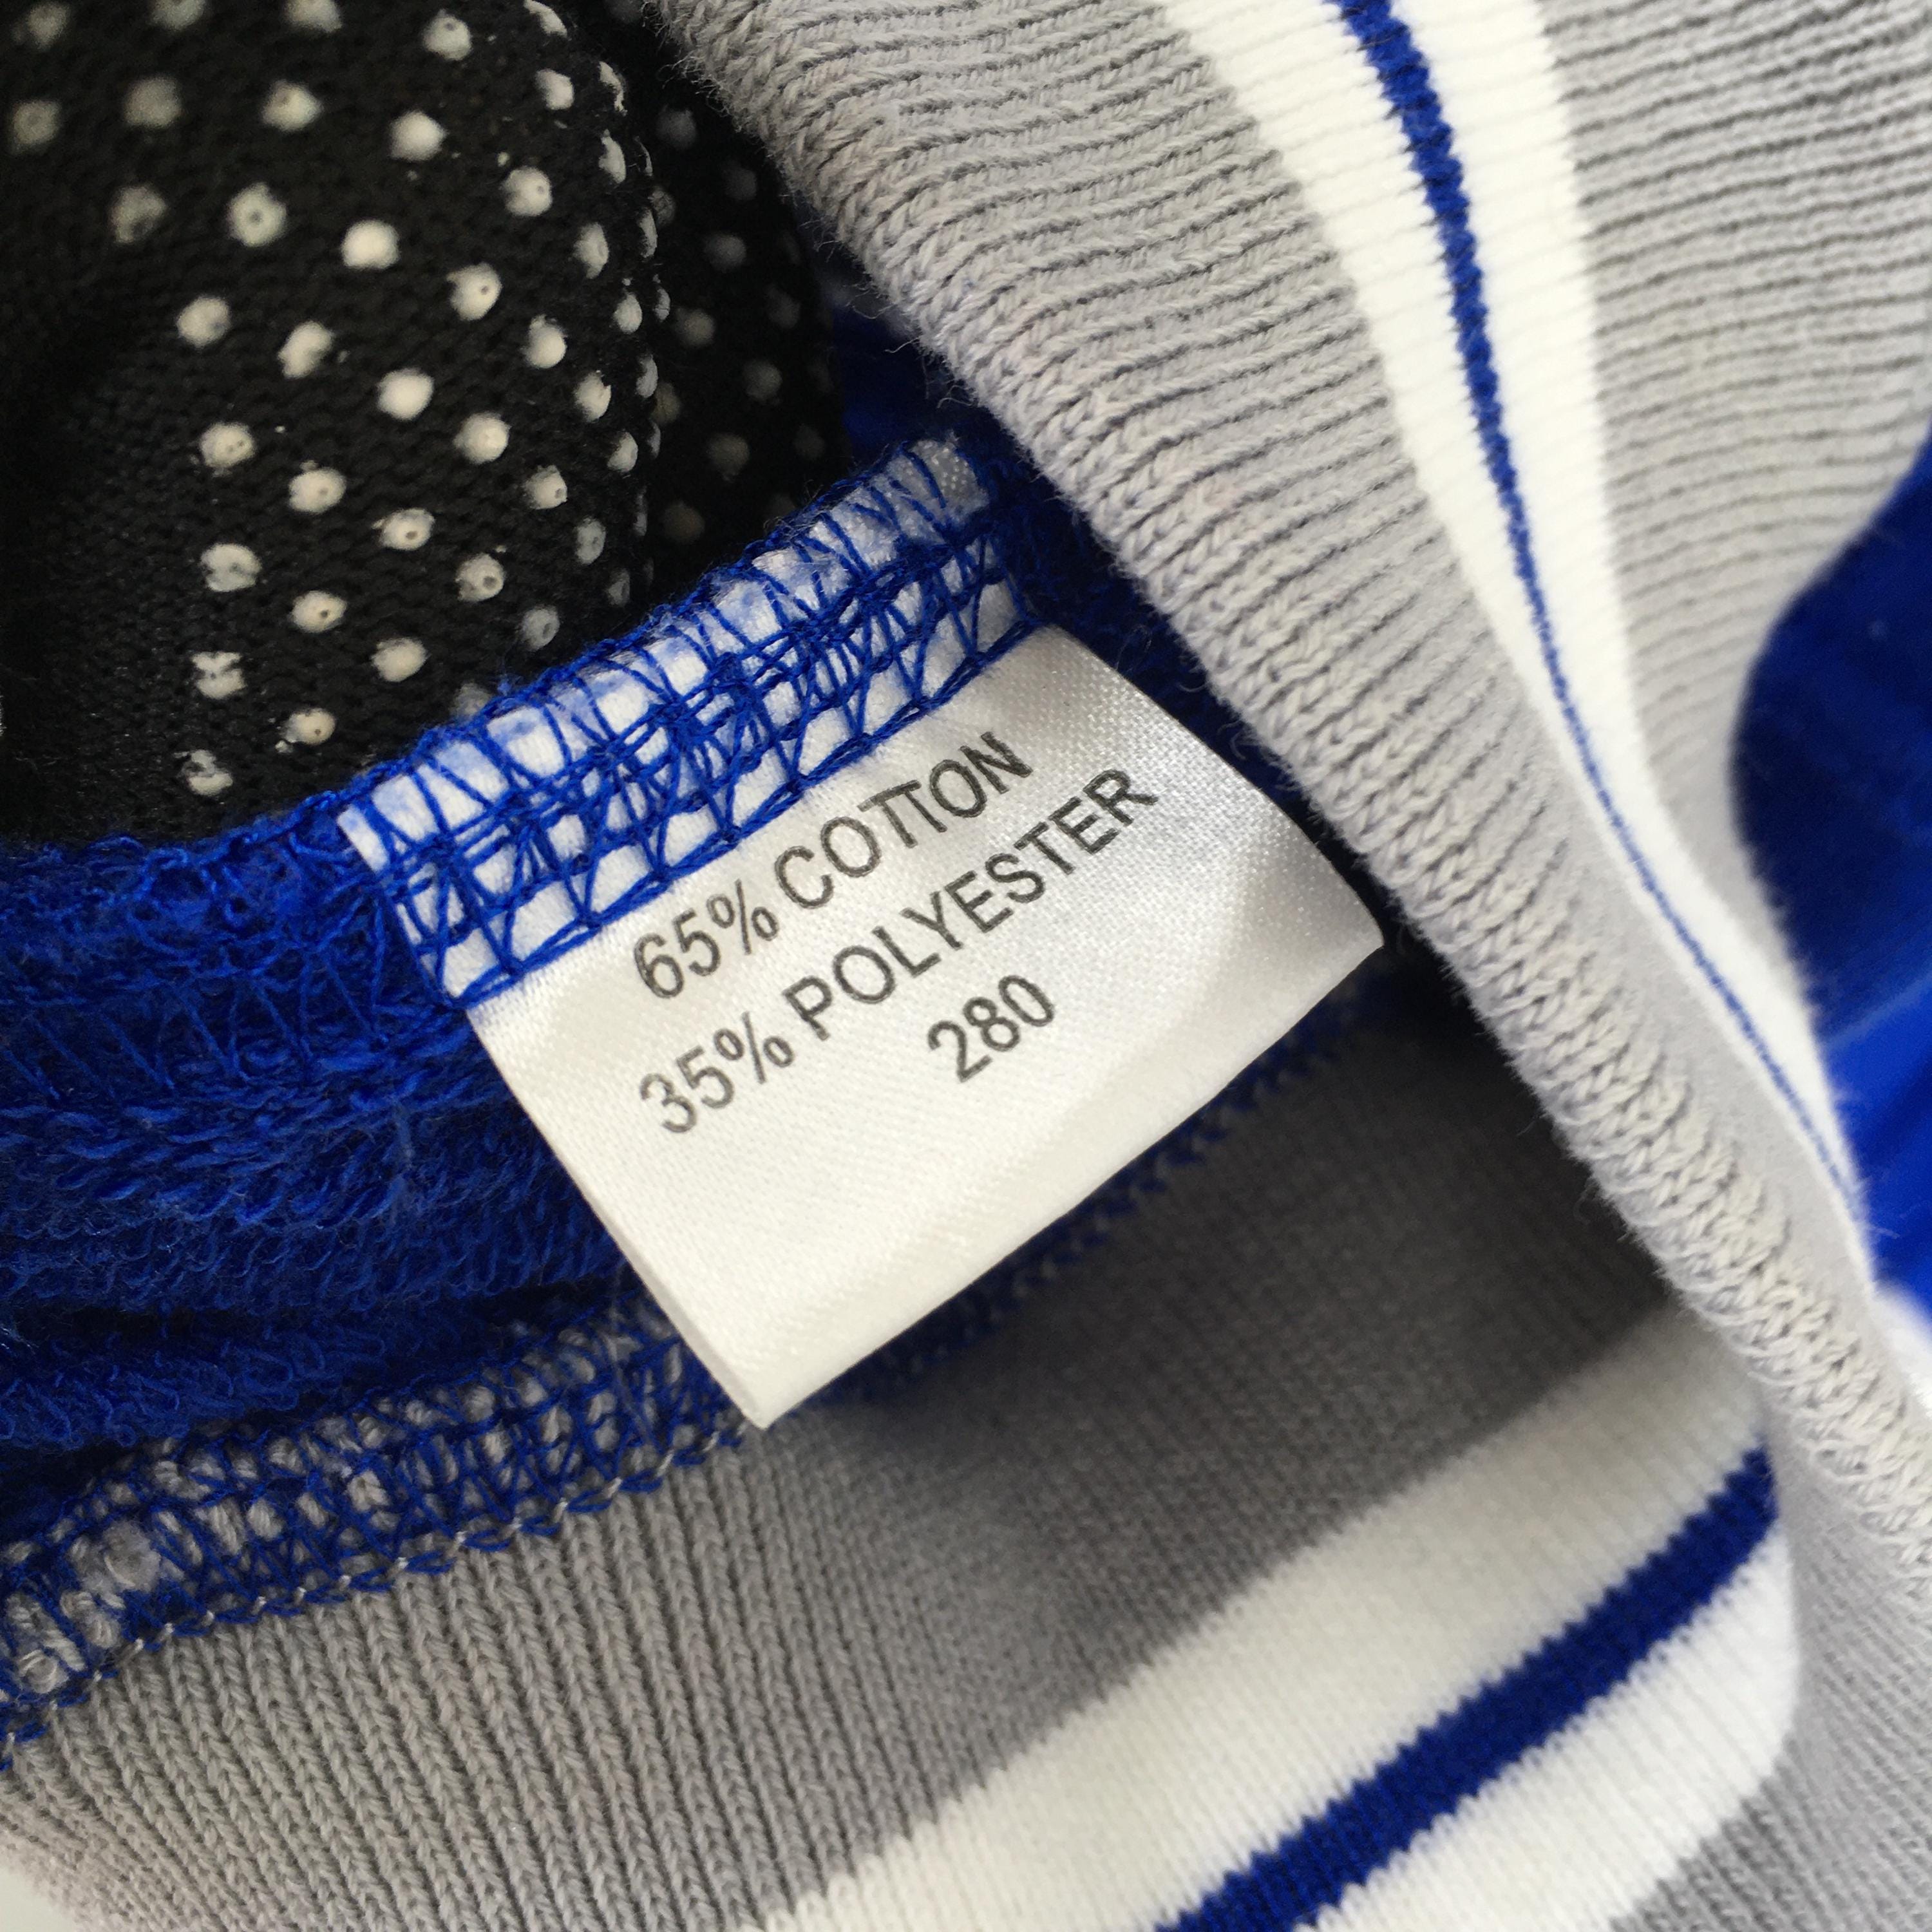 65% COTTON
35% POLYESTER
280